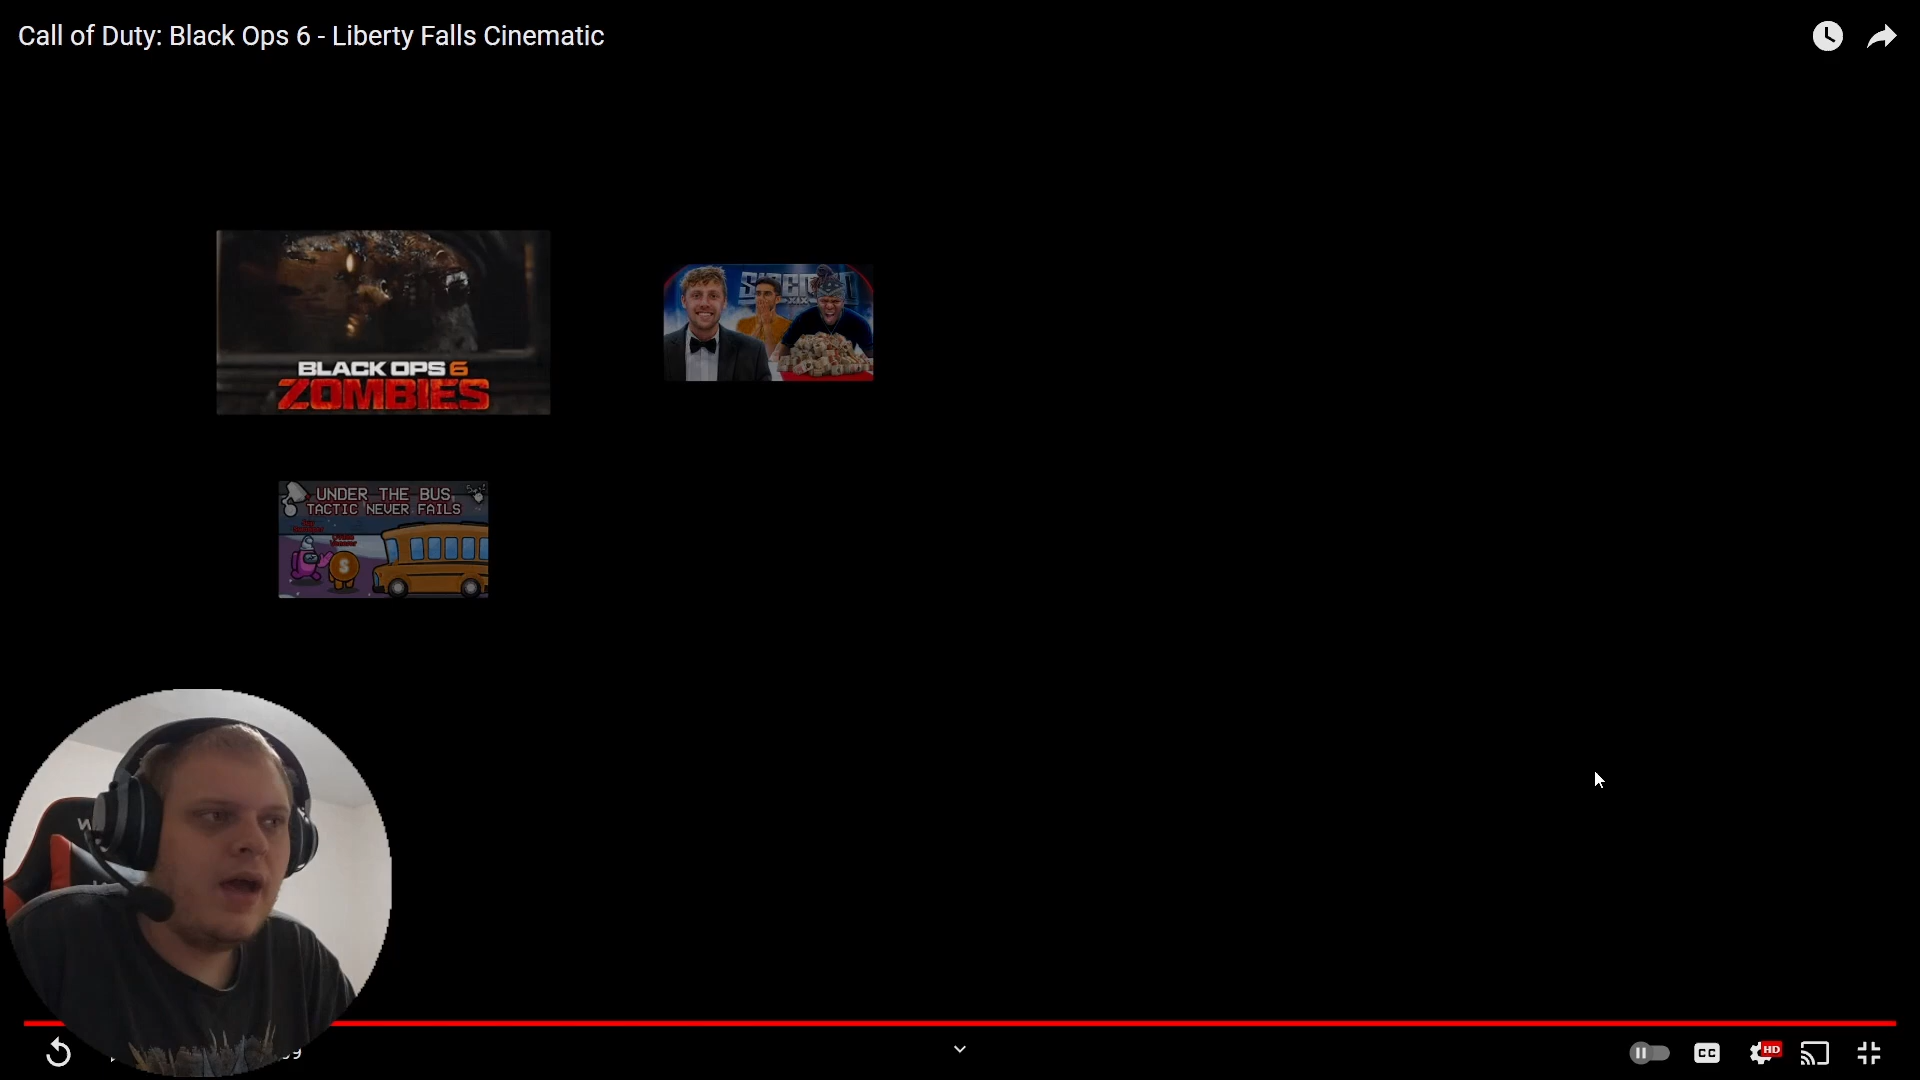 Call of Duty: Black Ops 6 - Liberty Falls Cinematic
BLACK OPS 6
ZOMBIES
UNDER THE BUS,
TACTIC NEVER FAILS
S
CC
HD